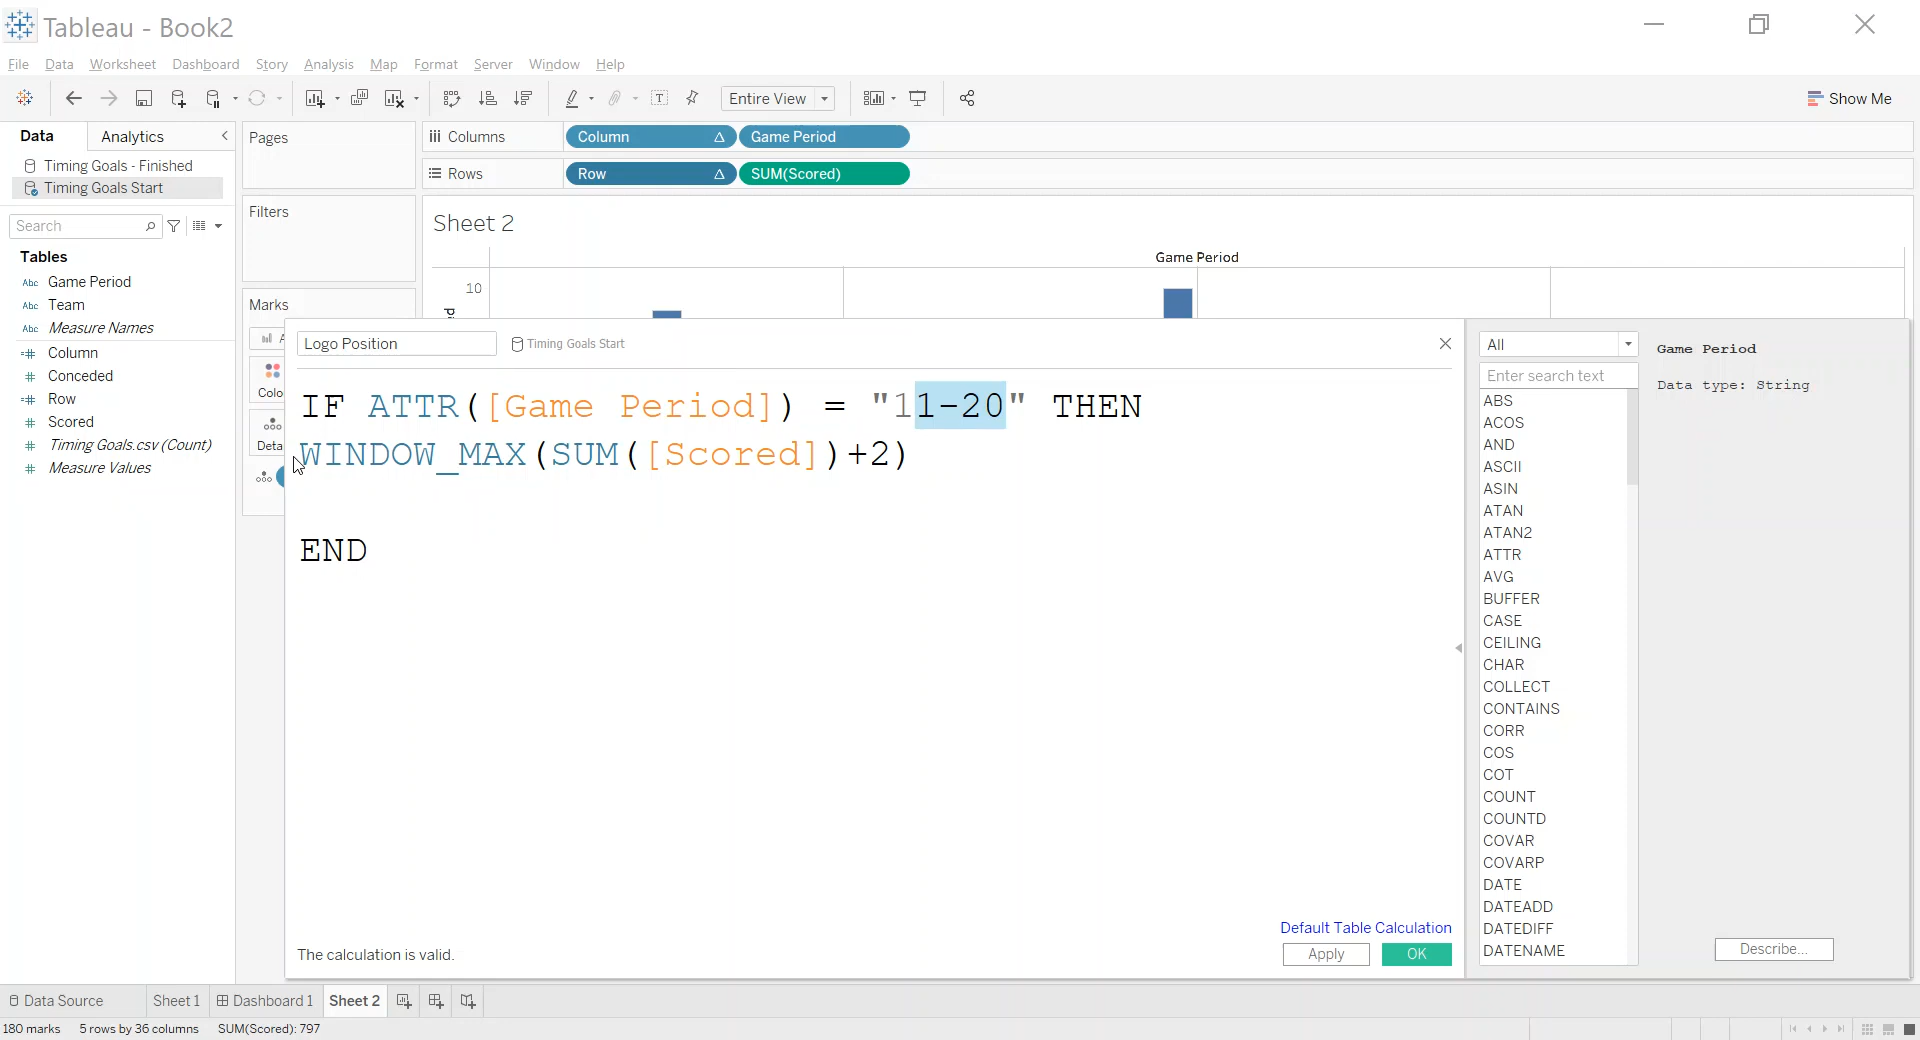 Tableau - Book2
File Data Worksheet Dashboard Story Analysis Map Format Server Window Help
Entire View
Show Me
Data Analytics
Timing Goals - Finished
Timing Goals Start
Search
Tables
Abc Game Period
Abc Team
Abc Measure Names
=# Column
# Conceded
=# Row
# Scored
# Timing Goals.csv (Count)
# Measure Values
Pages
Filters
Marks
Colo
Deta
Columns Column Game Period
Rows Row SUM(Scored)
Sheet 2
Game Period
10
Logo Position Timing Goals Start
IF ATTR([Game Period]) = "11-20" THEN
WINDOW_MAX(SUM([Scored])+2)
END
The calculation is valid.
Default Table Calculation
Apply OK
All
Enter search text
ABS
ACOS
AND
ASCII
ASIN
ATAN
ATAN2
ATTR
AVG
BUFFER
CASE
CEILING
CHAR
COLLECT
CONTAINS
CORR
COS
COT
COUNT
COUNTD
COVAR
COVARP
DATE
DATEADD
DATEDIFF
DATENAME
Game Period
Data type: String
Describe...
Data Source Sheet 1 Dashboard 1 Sheet 2
180 marks 5 rows by 36 columns SUM(Scored): 797